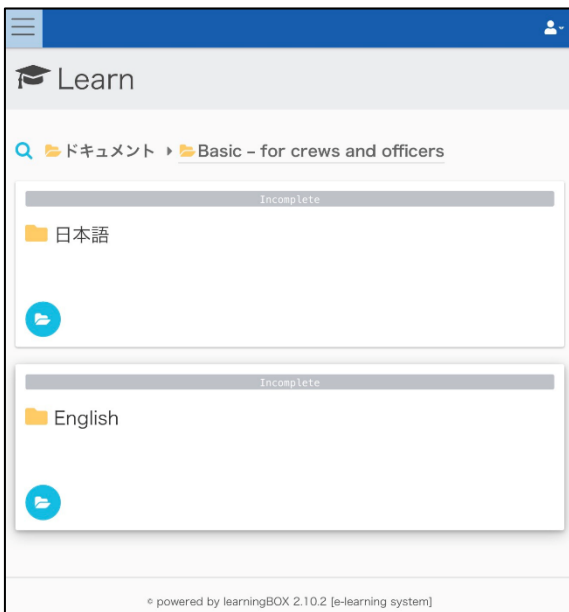 Learn
ドキュメント Basic – for crews and officers
Incomplete
日本語
Incomplete
English
© powered by learningBOX 2.10.2 [e-learning system]